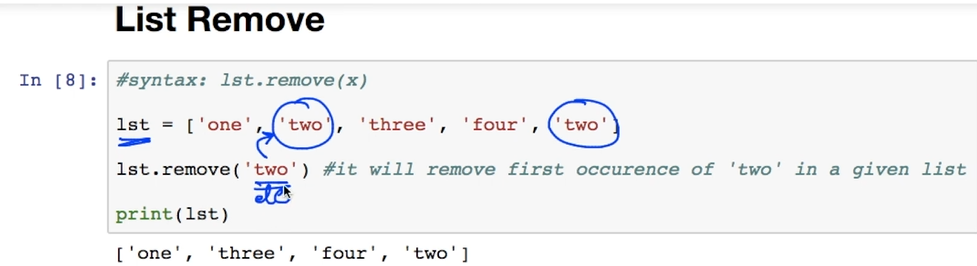 List Remove
In [8]: #syntax: lst.remove(x)
lst = ['one', 'two', 'three', 'four', 'two']
lst.remove('two') #it will remove first occurence of 'two' in a given list
print(lst)
['one', 'three', 'four', 'two']